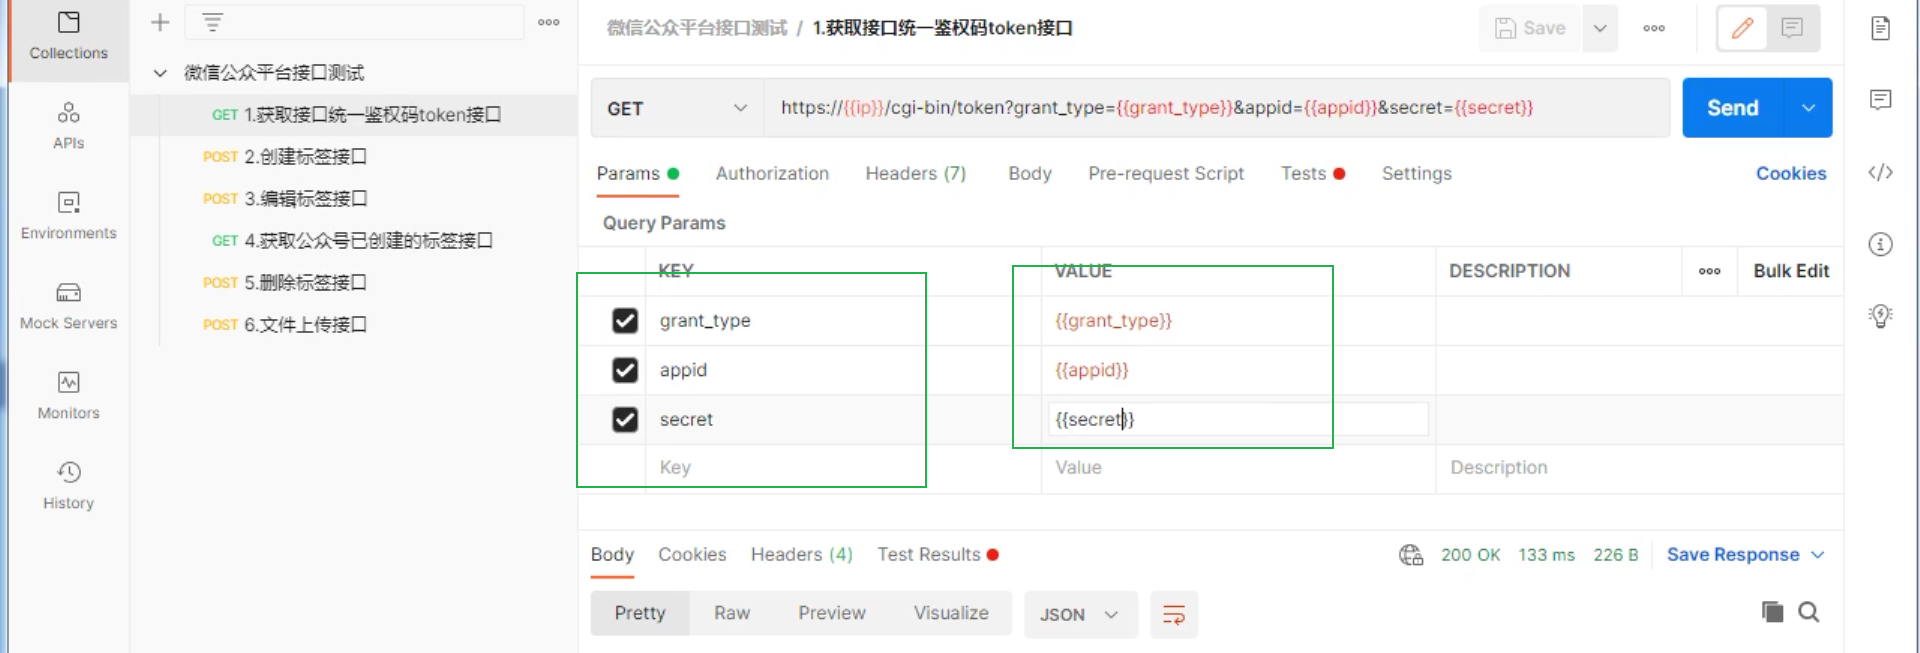 Collections
APIs
Environments
Mock Servers
Monitors
History
微信公众平台接口测试
GET 1.获取接口统一鉴权码token接口
POST 2.创建标签接口
POST 3.编辑标签接口
GET 4.获取公众号已创建的标签接口
POST 5.删除标签接口
POST 6.文件上传接口
微信公众平台接口测试 / 1.获取接口统一鉴权码token接口
Save
GET https://{{ip}}/cgi-bin/token?grant_type={{grant_type}}&appid={{appid}}&secret={{secret}} Send
Params Authorization Headers (7) Body Pre-request Script Tests Settings Cookies
Query Params
KEY VALUE DESCRIPTION Bulk Edit
grant_type {{grant_type}}
appid {{appid}}
secret {{secret}}
Key Value Description
Body Cookies Headers (4) Test Results 200 OK 133 ms 226 B Save Response
Pretty Raw Preview Visualize JSON